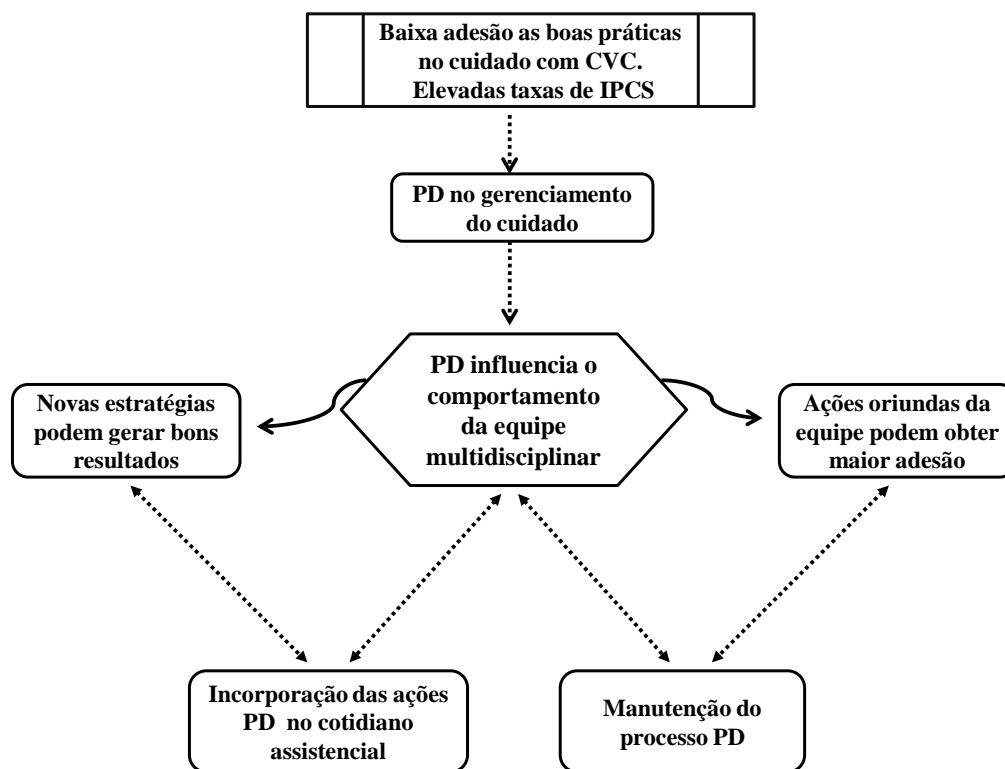 Baixa adesão as boas práticas
no cuidado com CVC.
Elevadas taxas de IPCS
PD no gerenciamento
do cuidado
PD influencia o
comportamento
da equipe
multidisciplinar
Novas estratégias
podem gerar bons
resultados
Ações oriundas da
equipe podem obter
maior adesão
Incorporação das ações
PD no cotidiano
assistencial
Manutenção do
processo PD